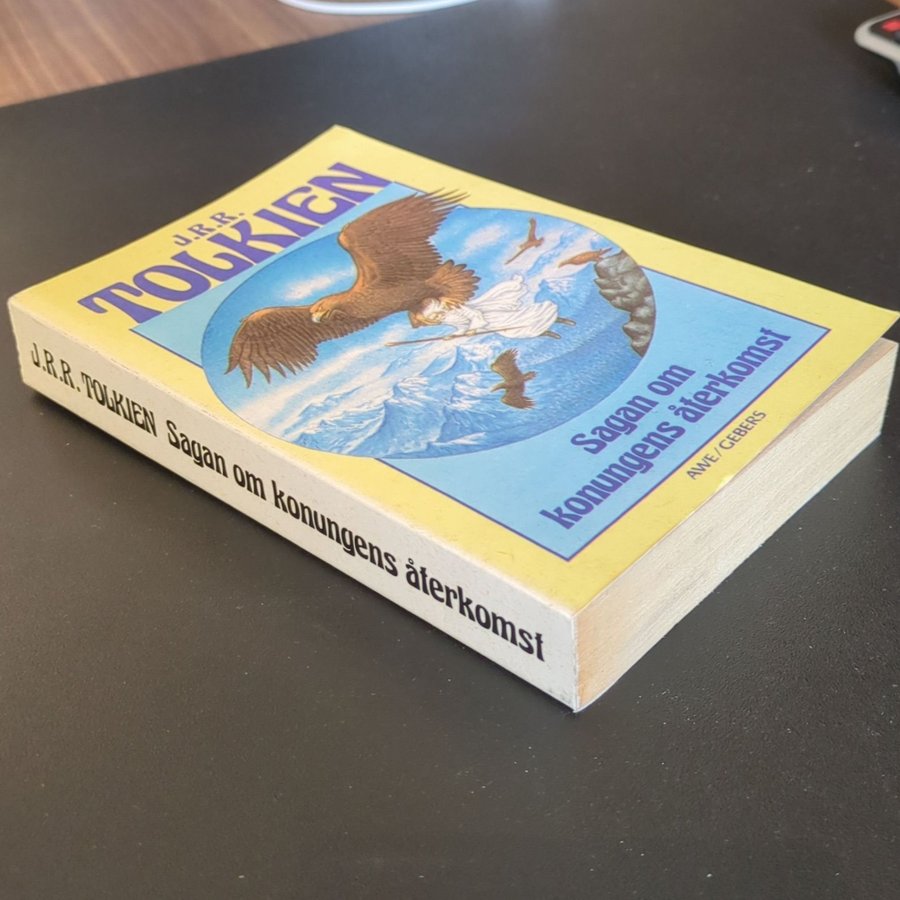 J.R.R.
TOLKIEN
Sagan om
konungens återkomst
AWE/GEBERS
J.R.R. TOLKIEN Sagan om konungens återkomst